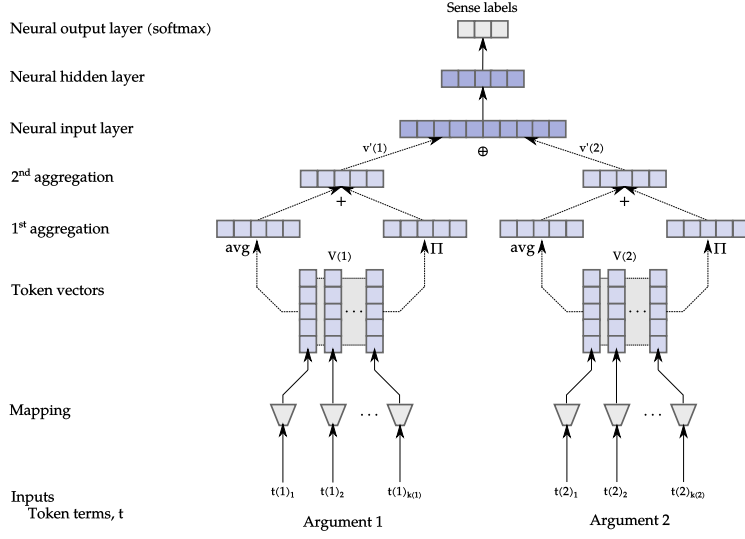 Sense labels
Neural output layer (softmax)
Neural hidden layer
Neural input layer
v'(1) ⊕ v'(2)
2nd aggregation
+ +
1st aggregation
avg Π avg Π
V(1) V(2)
Token vectors
... ...
Mapping
... ...
Inputs
t(1)1 t(1)2 t(1)k(1) t(2)1 t(2)2 t(2)k(2)
Token terms, t
Argument 1 Argument 2